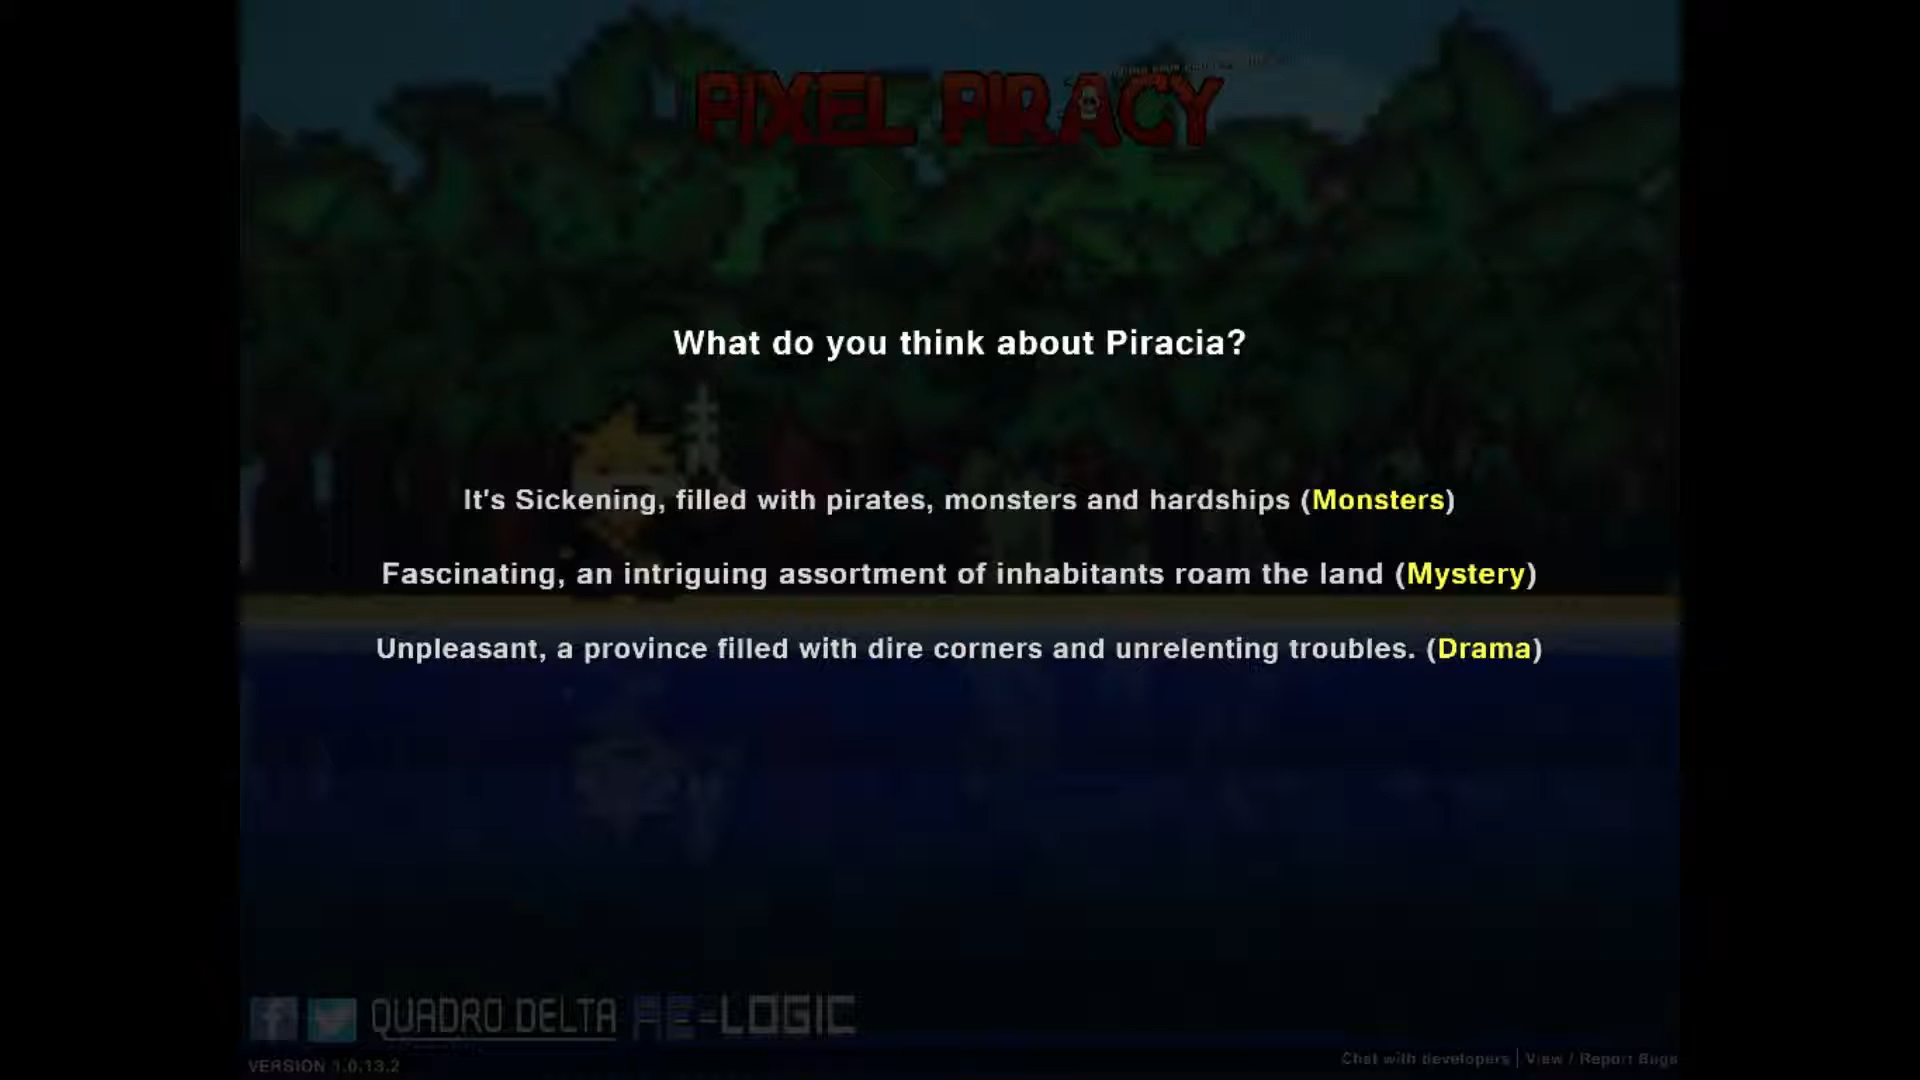 PIXEL PIRACY
What do you think about Piracia?
It's Sickening, filled with pirates, monsters and hardships (Monsters)
Fascinating, an intriguing assortment of inhabitants roam the land (Mystery)
Unpleasant, a province filled with dire corners and unrelenting troubles. (Drama)
QUADRO DELTA RE-LOGIC
VERSION 1.0.13.2
Chat with developers | View / Report Bugs